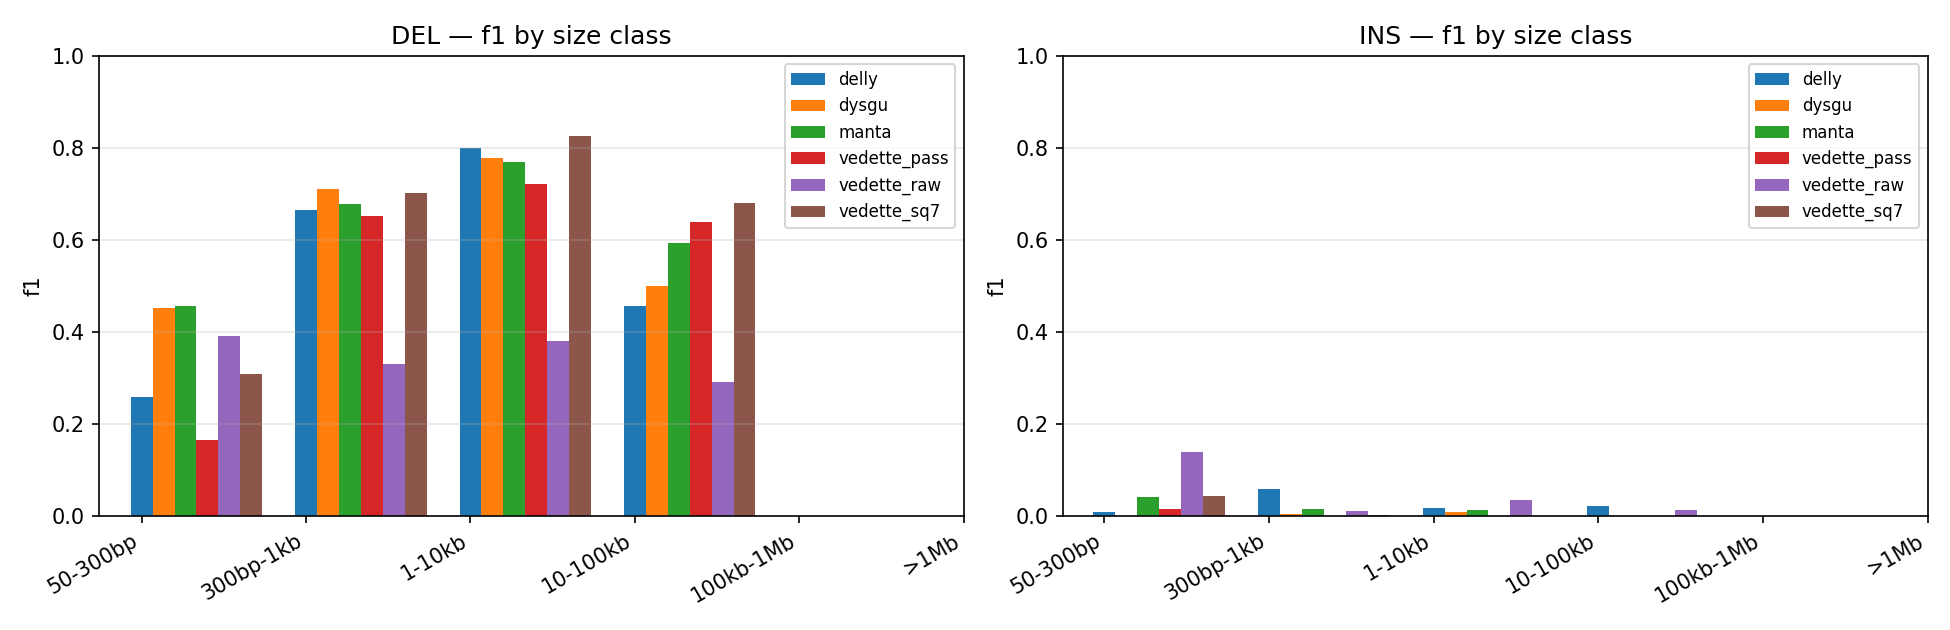 DEL — f1 by size class
f1
1.0
0.8
0.6
0.4
0.2
0.0
50-300bp
300bp-1kb
1-10kb
10-100kb
100kb-1Mb
>1Mb
delly
dysgu
manta
vedette_pass
vedette_raw
vedette_sq7
INS — f1 by size class
f1
1.0
0.8
0.6
0.4
0.2
0.0
50-300bp
300bp-1kb
1-10kb
10-100kb
100kb-1Mb
>1Mb
delly
dysgu
manta
vedette_pass
vedette_raw
vedette_sq7